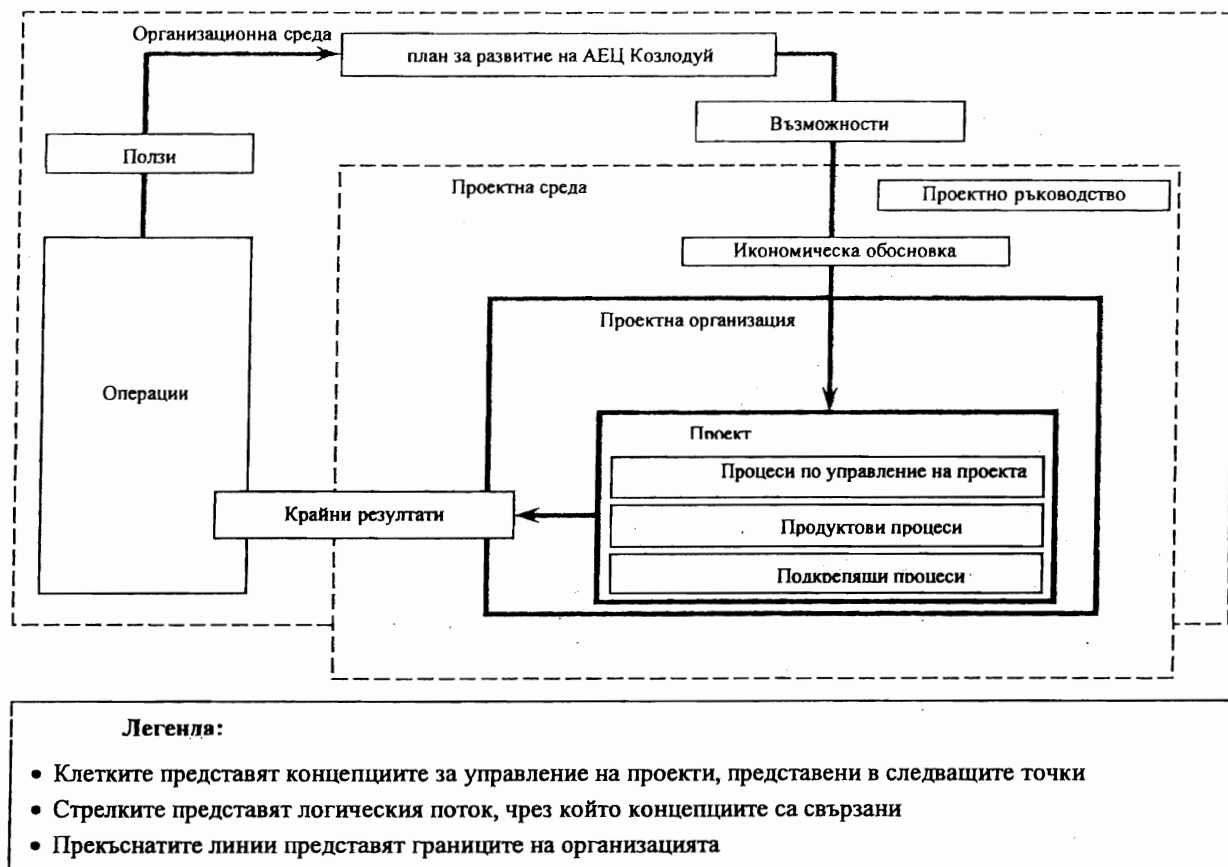 Организационна среда
план за развитие на АЕЦ Козлодуй
Възможности
Ползи
Проектна среда
Проектно ръководство
Икономическа обосновка
Проектна организация
Операции
Проект
Процеси по управление на проекта
Крайни резултати
Продуктови процеси
Подкрепящи процеси
Легенда:
• Клетките представят концепциите за управление на проекти, представени в следващите точки
• Стрелките представят логическия поток, чрез който концепциите са свързани
• Прекъснатите линии представят границите на организацията